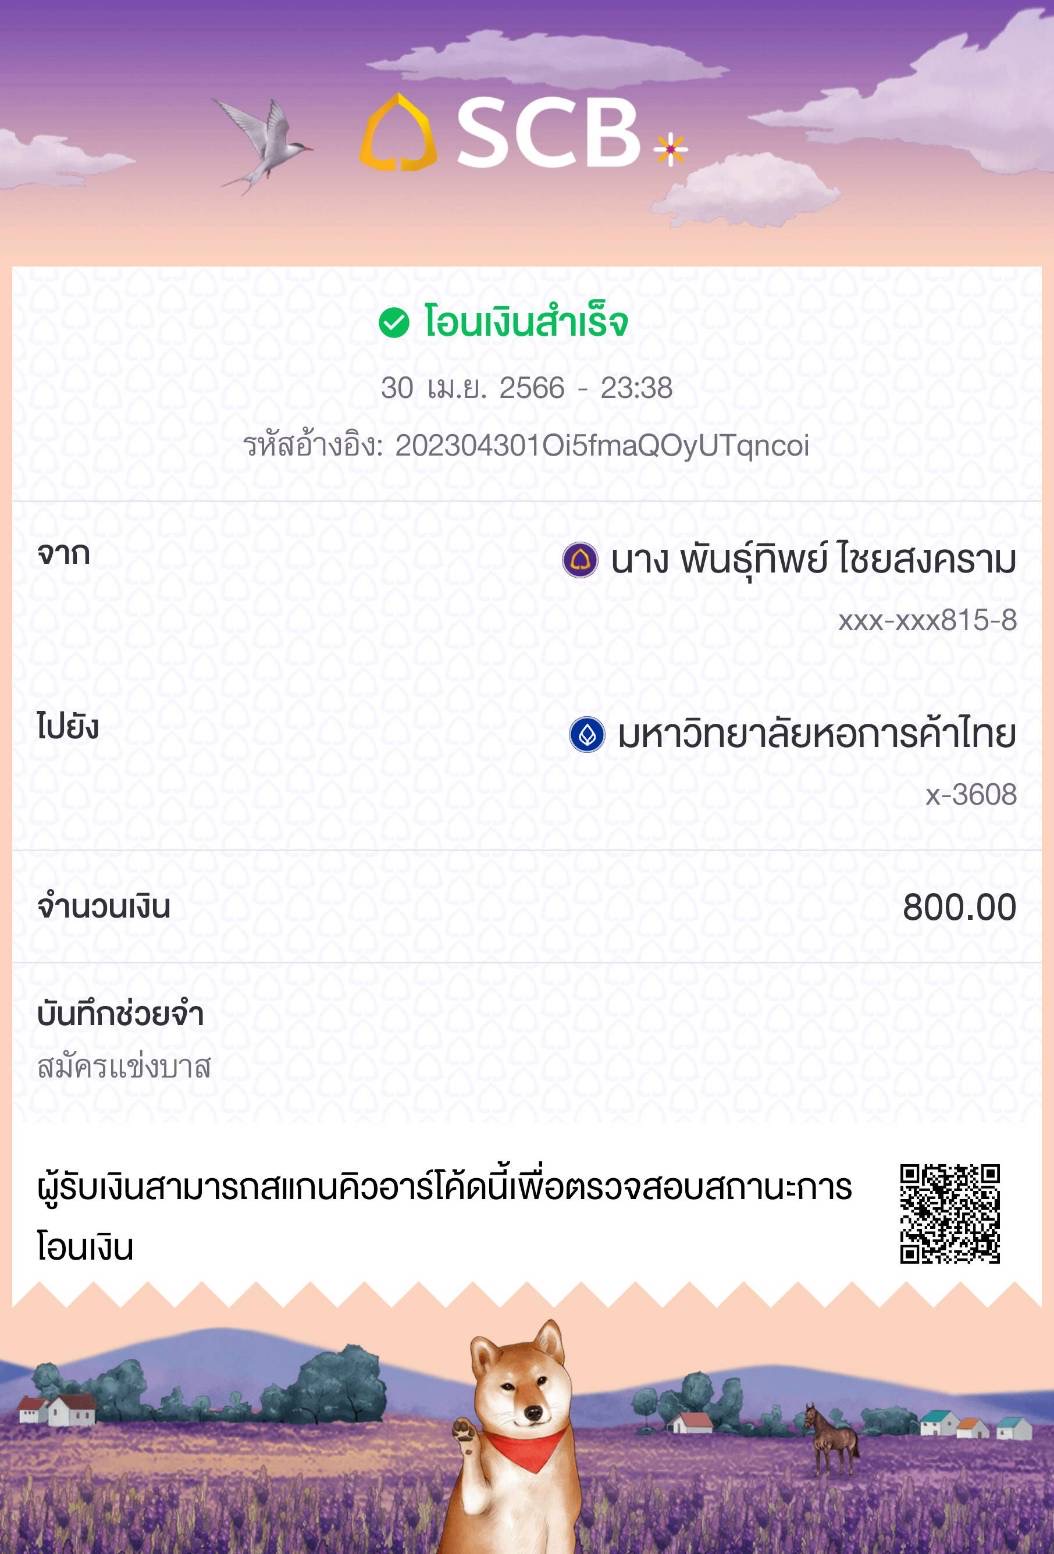 SCB
โอนเงินสำเร็จ
30 เม.ย. 2566 - 23:38
รหัสอ้างอิง: 202304301Oi5fmaQOyUTqncoi
จาก
นาง พันธุ์ทิพย์ ไชยสงคราม
xxx-xxx815-8
ไปยัง
มหาวิทยาลัยหอการค้าไทย
x-3608
จำนวนเงิน
800.00
บันทึกช่วยจำ
สมัครแข่งบาส
ผู้รับเงินสามารถสแกนคิวอาร์โค้ดนี้เพื่อตรวจสอบสถานะการ
โอนเงิน